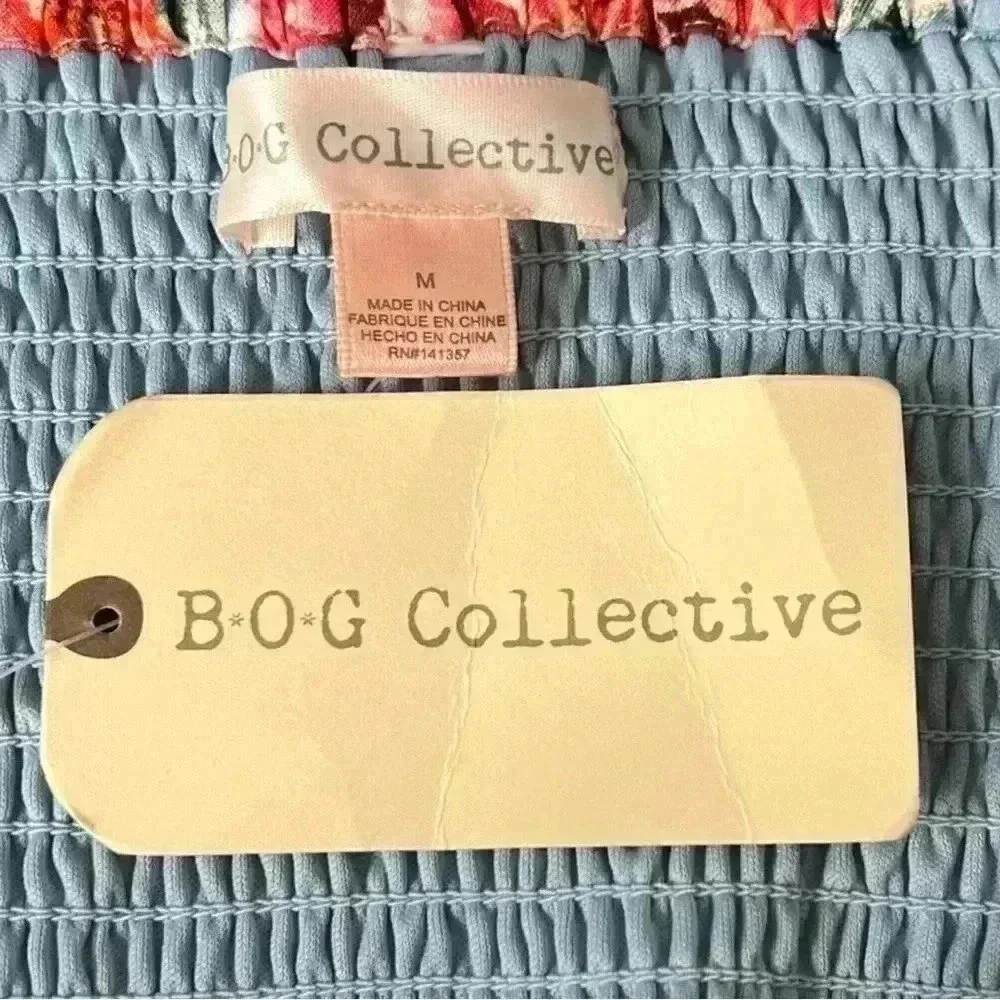 B·O·G Collective
M
MADE IN CHINA
FABRIQUE EN CHINE
HECHO EN CHINA
RN#141357
B*O*G Collective